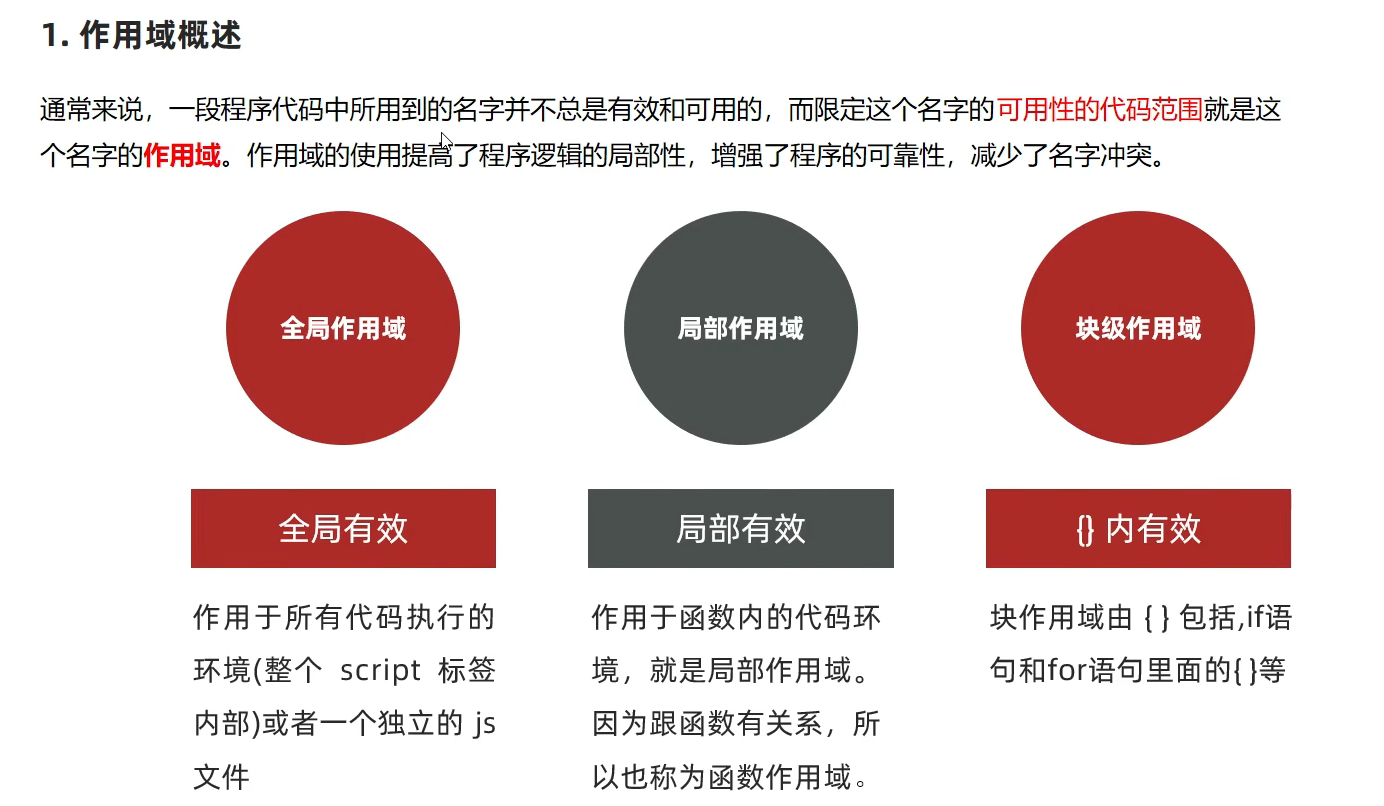 1. 作用域概述
通常来说，一段程序代码中所用到的名字并不总是有效和可用的，而限定这个名字的可用性的代码范围就是这
个名字的作用域。作用域的使用提高了程序逻辑的局部性，增强了程序的可靠性，减少了名字冲突。
全局作用域
局部作用域
块级作用域
全局有效
局部有效
{} 内有效
作用于所有代码执行的
环境(整个 script 标签
内部)或者一个独立的 js
文件
作用于函数内的代码环
境，就是局部作用域。
因为跟函数有关系，所
以也称为函数作用域。
块作用域由 { } 包括,if语
句和for语句里面的{ }等